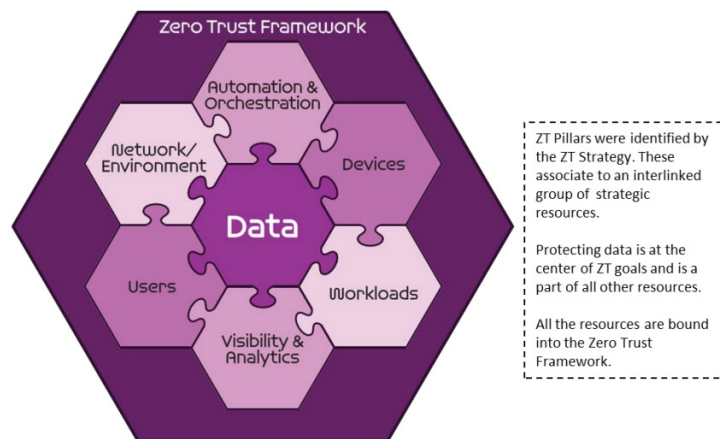 Zero Trust Framework
Automation &
Orchestration
Network/
Environment
Devices
Data
Users
Workloads
Visibility &
Analytics
ZT Pillars were identified by
the ZT Strategy. These
associate to an interlinked
group of strategic
resources.
Protecting data is at the
center of ZT goals and is a
part of all other resources.
All the resources are bound
into the Zero Trust
Framework.